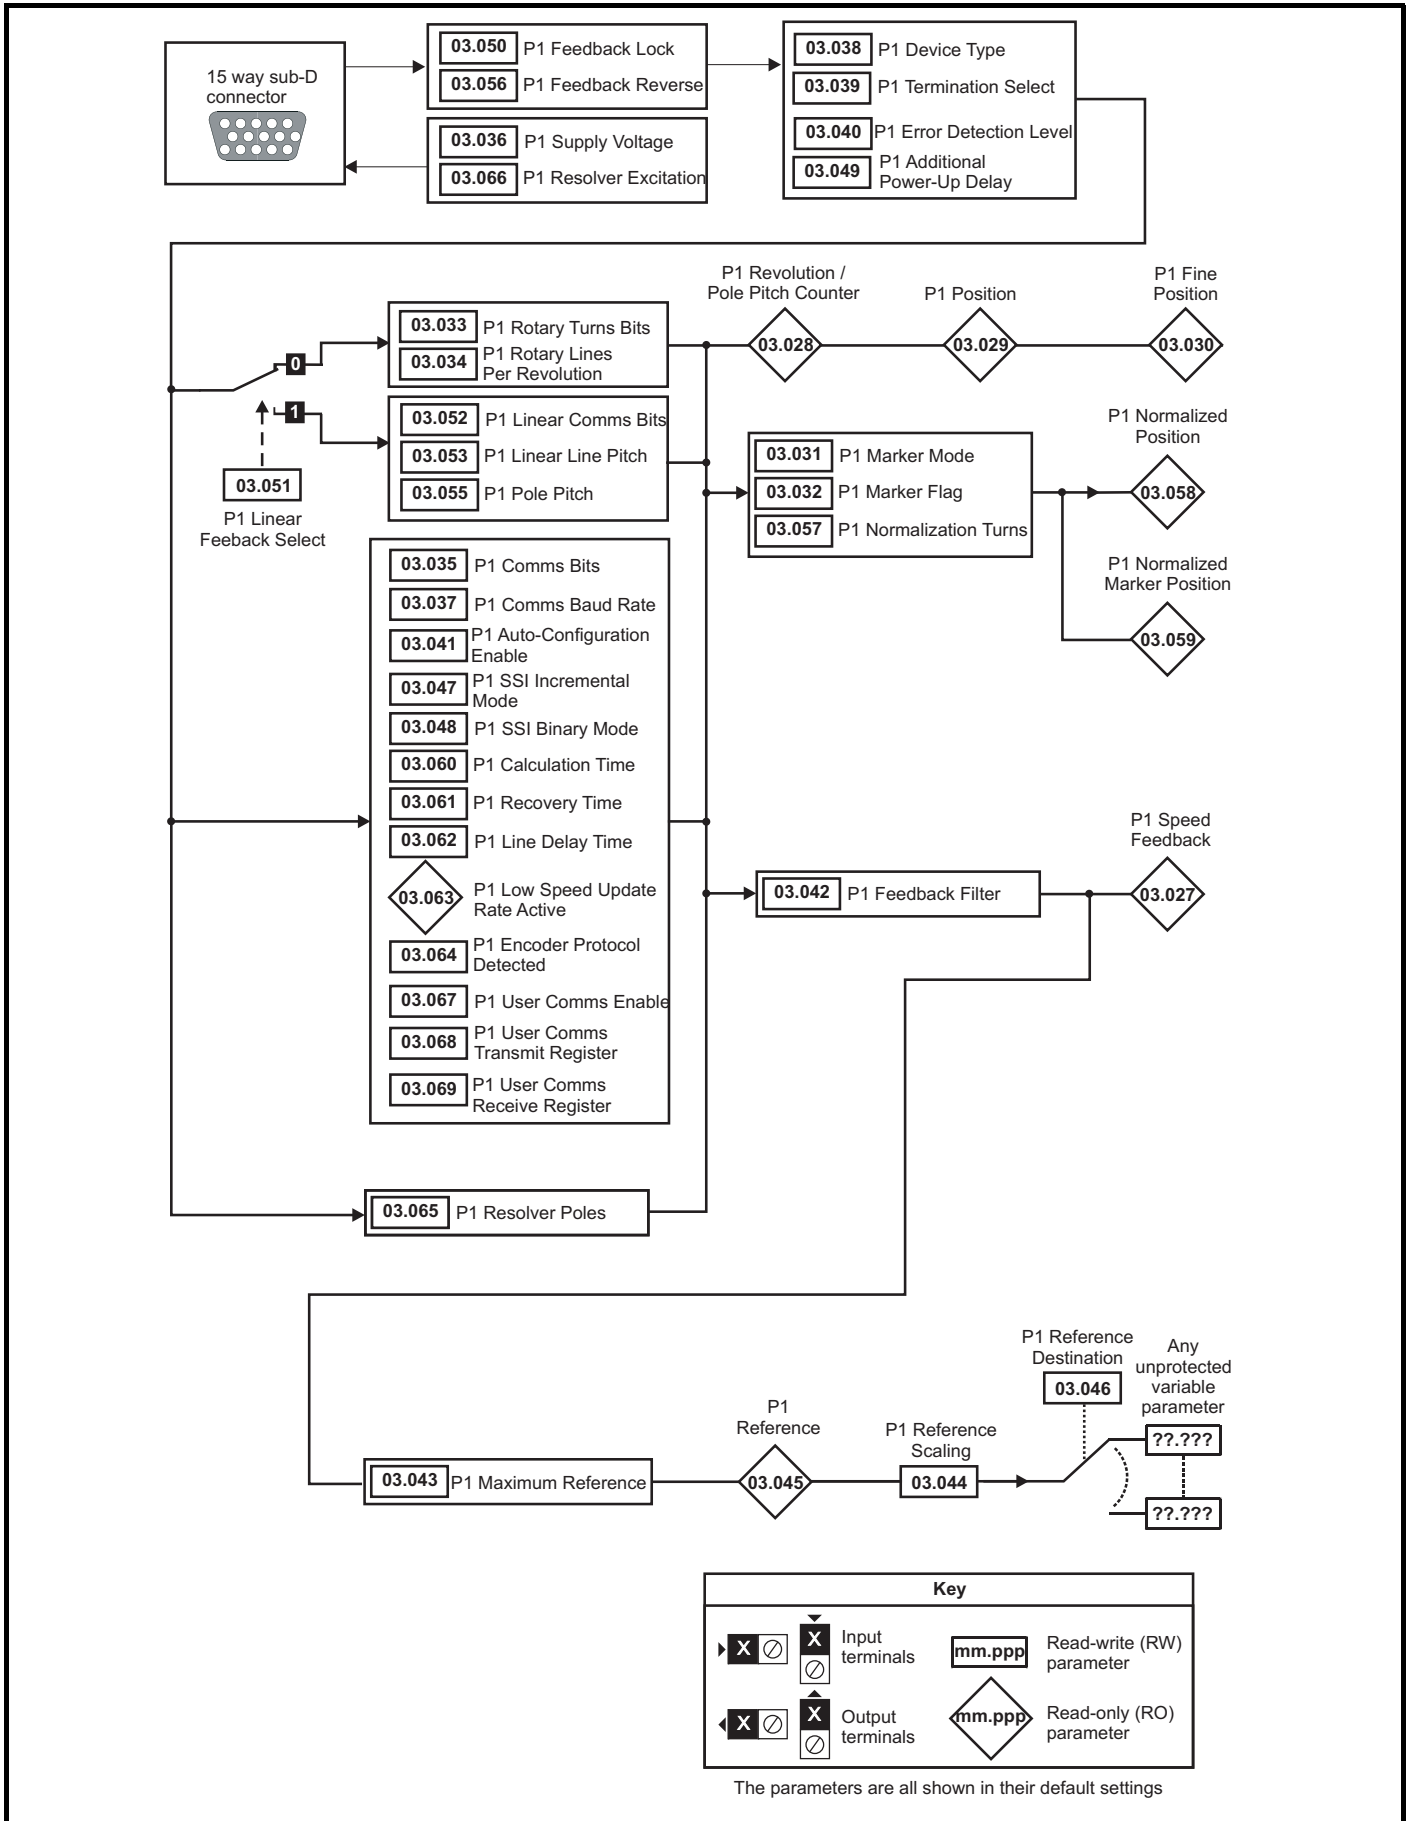 15 way sub-D
connector
03.050 P1 Feedback Lock
03.056 P1 Feedback Reverse
03.036 P1 Supply Voltage
03.066 P1 Resolver Excitation
03.038 P1 Device Type
03.039 P1 Termination Select
03.040 P1 Error Detection Level
03.049 P1 Additional
Power-Up Delay
0
1
03.051
P1 Linear
Feeback Select
03.033 P1 Rotary Turns Bits
03.034 P1 Rotary Lines
Per Revolution
03.052 P1 Linear Comms Bits
03.053 P1 Linear Line Pitch
03.055 P1 Pole Pitch
P1 Revolution /
Pole Pitch Counter
03.028
P1 Position
03.029
P1 Fine
Position
03.030
03.031 P1 Marker Mode
03.032 P1 Marker Flag
03.057 P1 Normalization Turns
P1 Normalized
Position
03.058
P1 Normalized
Marker Position
03.059
03.035 P1 Comms Bits
03.037 P1 Comms Baud Rate
03.041 P1 Auto-Configuration
Enable
03.047 P1 SSI Incremental
Mode
03.048 P1 SSI Binary Mode
03.060 P1 Calculation Time
03.061 P1 Recovery Time
03.062 P1 Line Delay Time
03.063 P1 Low Speed Update
Rate Active
03.064 P1 Encoder Protocol
Detected
03.067 P1 User Comms Enable
03.068 P1 User Comms
Transmit Register
03.069 P1 User Comms
Receive Register
03.042 P1 Feedback Filter
P1 Speed
Feedback
03.027
03.065 P1 Resolver Poles
03.043 P1 Maximum Reference
P1
Reference
03.045
P1 Reference
Scaling
03.044
P1 Reference
Destination
03.046
Any
unprotected
variable
parameter
??.???
??.???
Key
X X Input
terminals
mm.ppp Read-write (RW)
parameter
X X Output
terminals
mm.ppp Read-only (RO)
parameter
The parameters are all shown in their default settings